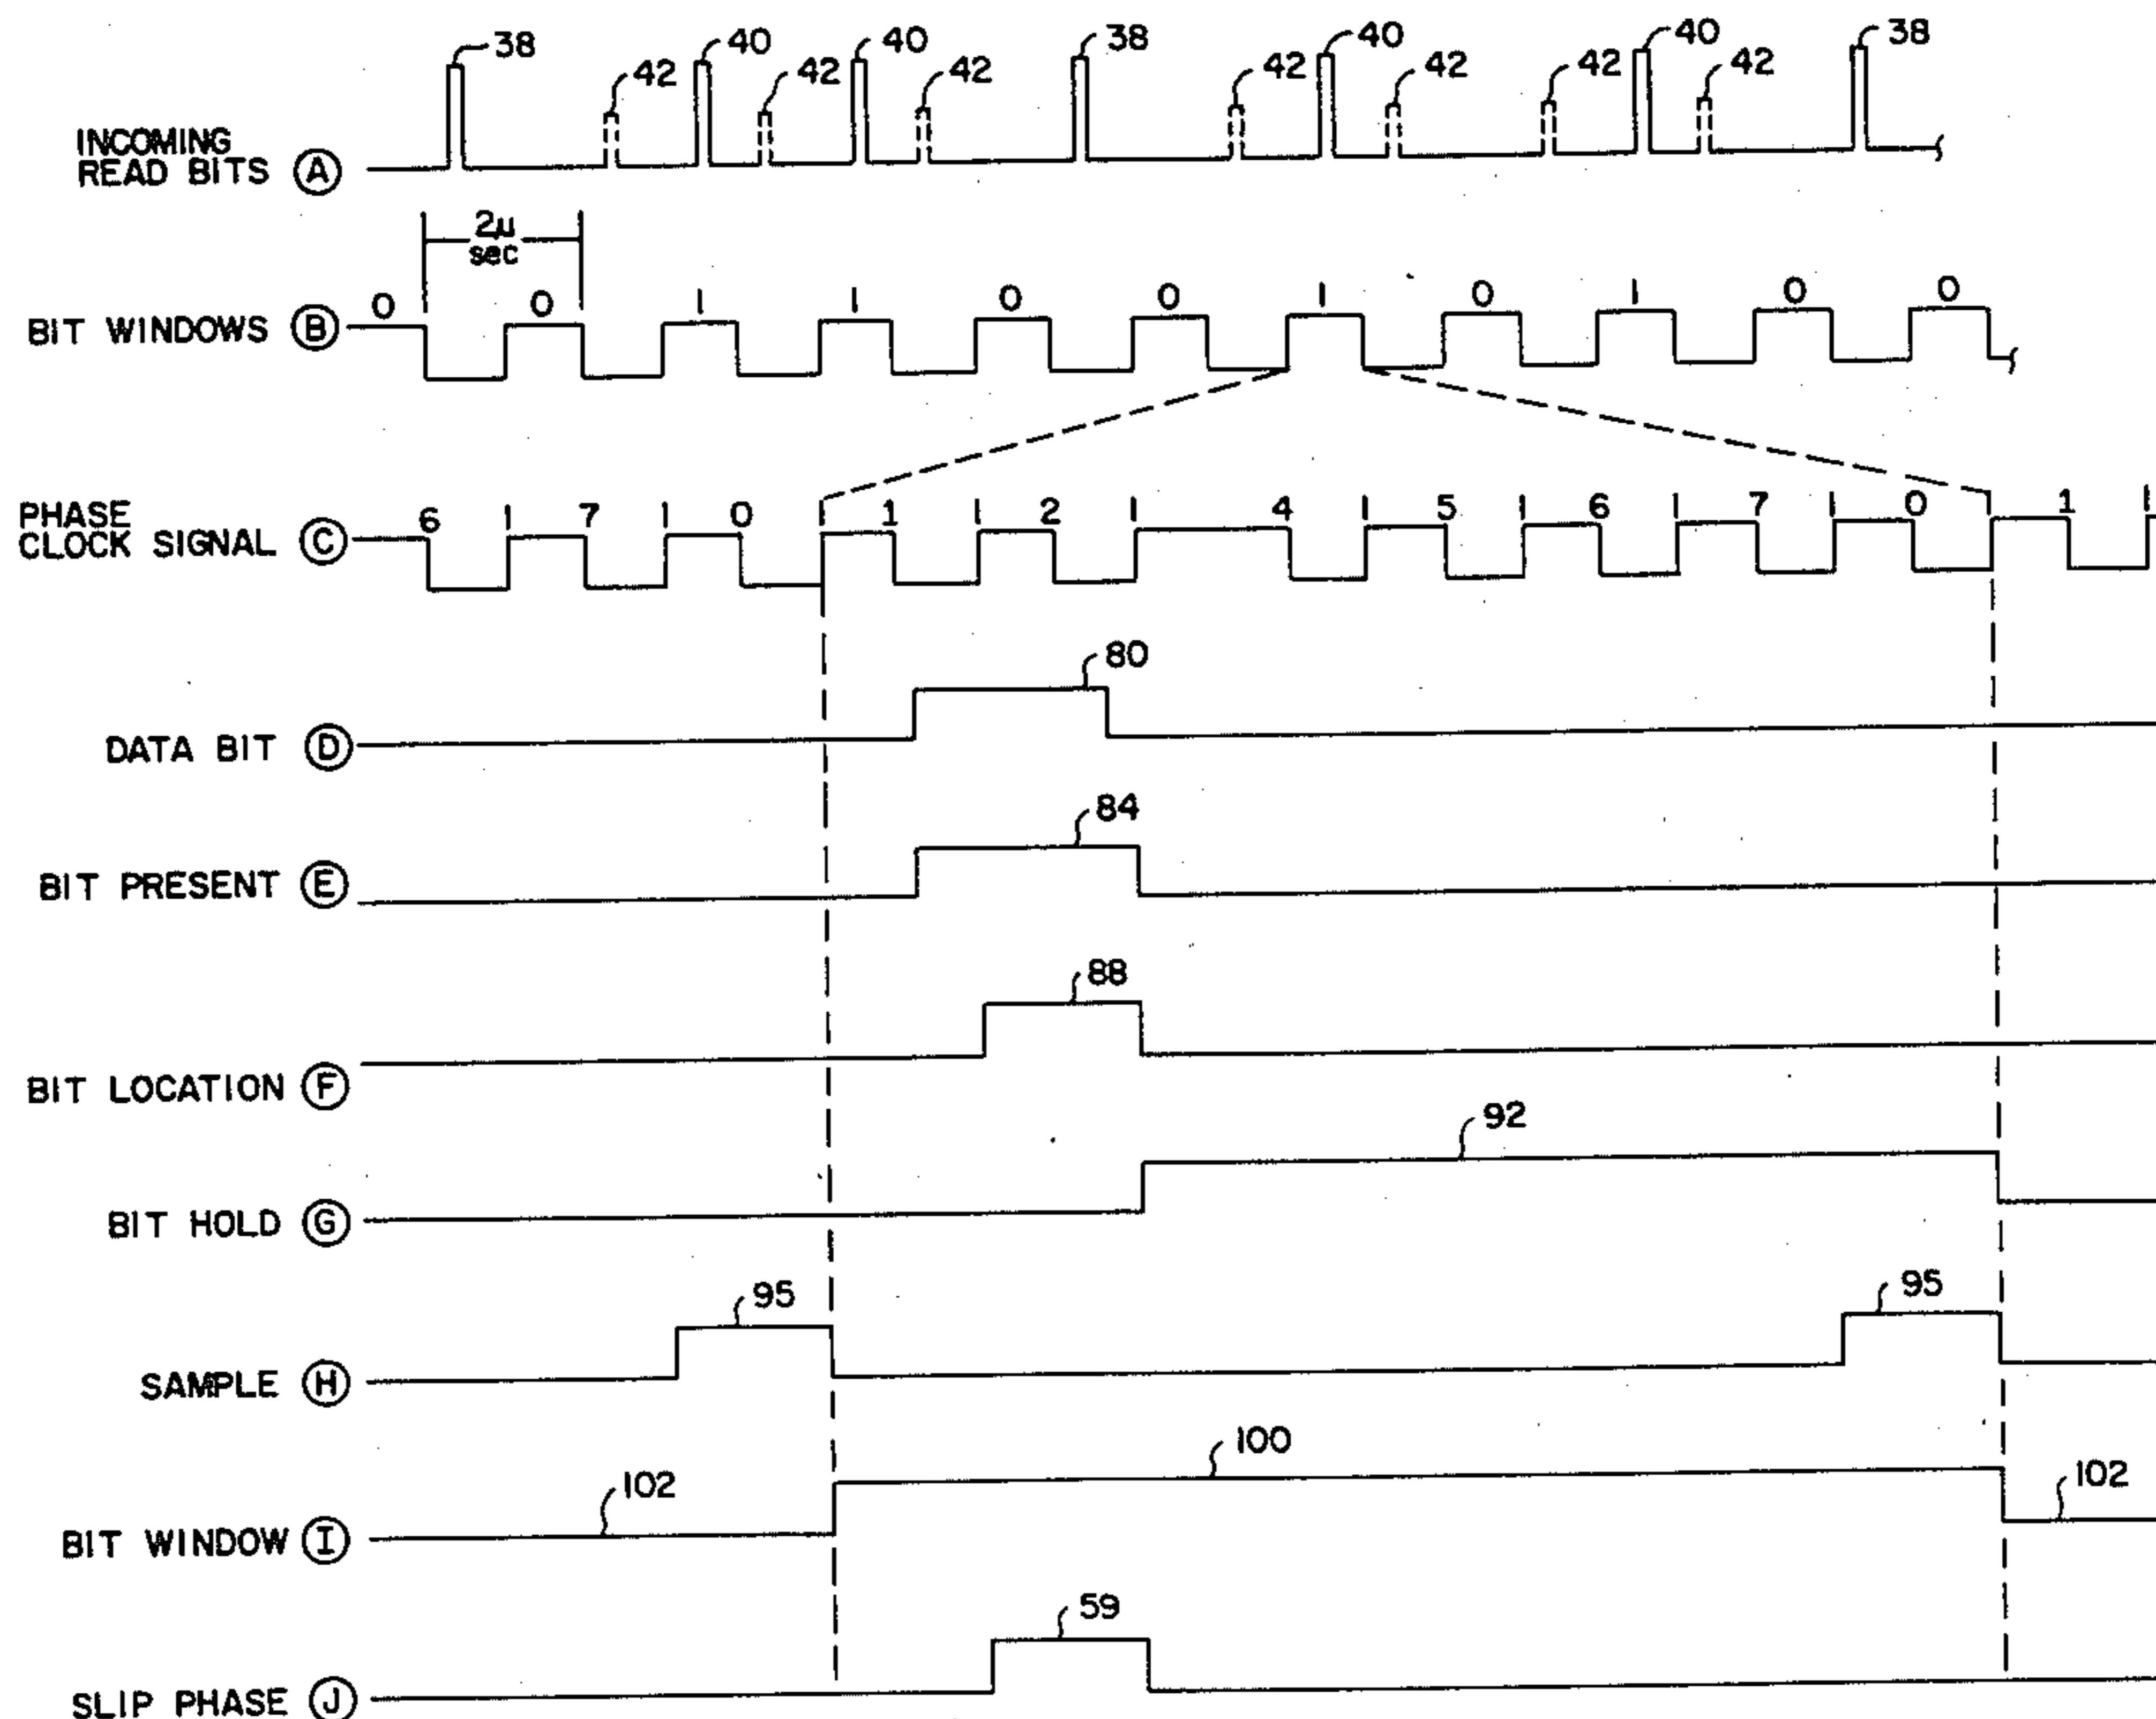 38 40 40 38 40 40 38
42 42 42 42 42 42 42
INCOMING
READ BITS A
2µ
sec
BIT WINDOWS B 0 0 1 1 0 0 1 0 1 0 0
PHASE
CLOCK SIGNAL C 6 7 0 1 2 4 5 6 7 0 1
80
DATA BIT D
84
BIT PRESENT E
88
BIT LOCATION F
92
BIT HOLD G
95 95
SAMPLE H
100
102 102
BIT WINDOW I
59
SLIP PHASE J